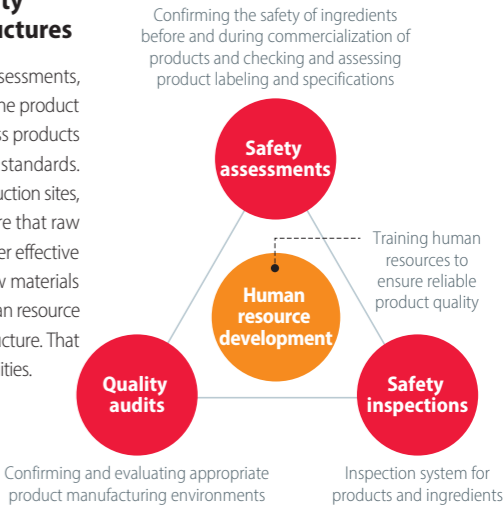 ty
uctures
sessments,
ne product
ss products
standards.
uction sites,
re that raw
er effective
w materials
an resource
ucture. That
ities.
Confirming the safety of ingredients
before and during commercialization of
products and checking and assessing
product labeling and specifications
Safety
assessments
Training human
resources to
ensure reliable
product quality
Human
resource
development
Quality
audits
Safety
inspections
Confirming and evaluating appropriate
product manufacturing environments
Inspection system for
products and ingredients